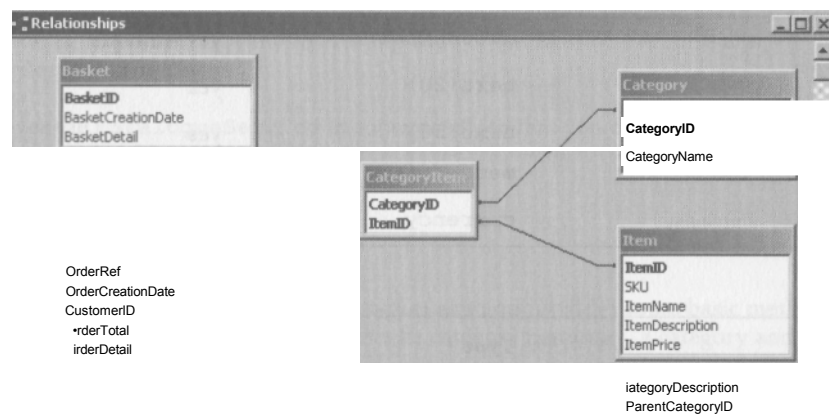 Relationships
Basket
BasketID
BasketCreationDate
BasketDetail
Category
CategoryID
CategoryName
CategoryItem
CategoryID
ItemID
Item
ItemID
SKU
ItemName
ItemDescription
ItemPrice
OrderRef
OrderCreationDate
CustomerID
•rderTotal
irderDetail
iategoryDescription
ParentCategoryID